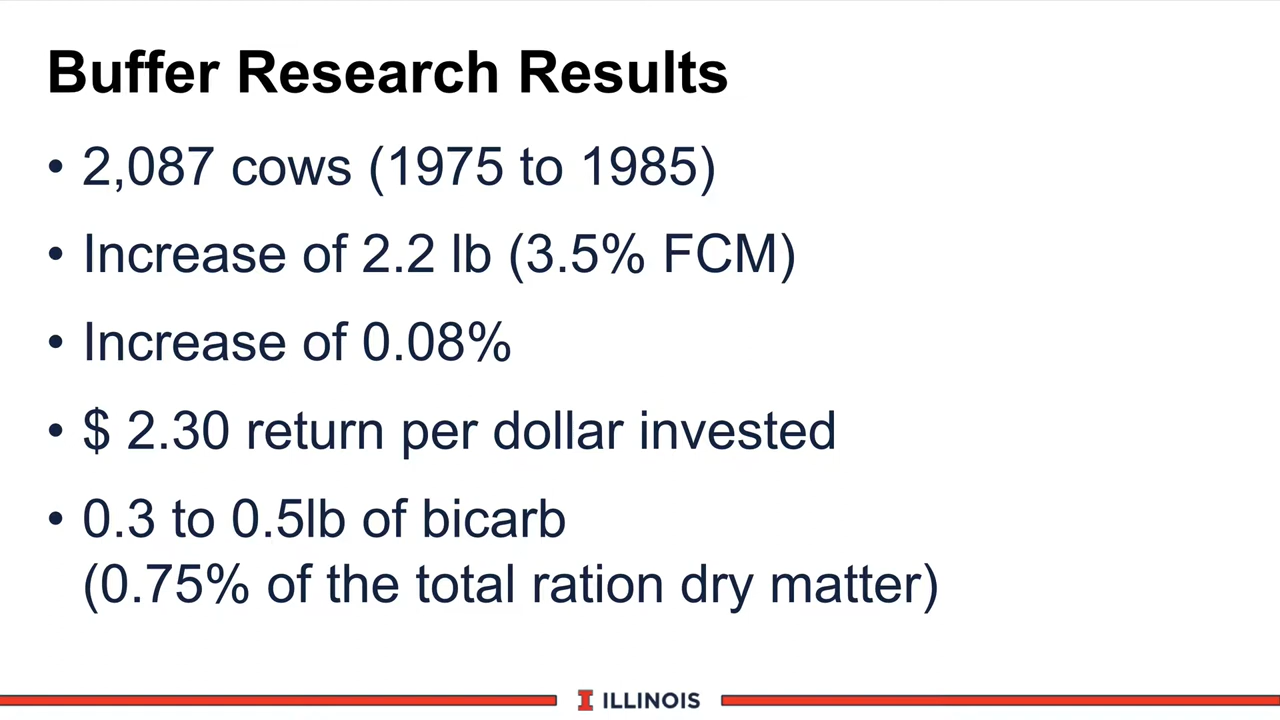 Buffer Research Results
• 2,087 cows (1975 to 1985)
• Increase of 2.2 lb (3.5% FCM)
• Increase of 0.08%
• $ 2.30 return per dollar invested
• 0.3 to 0.5lb of bicarb
(0.75% of the total ration dry matter)
I ILLINOIS